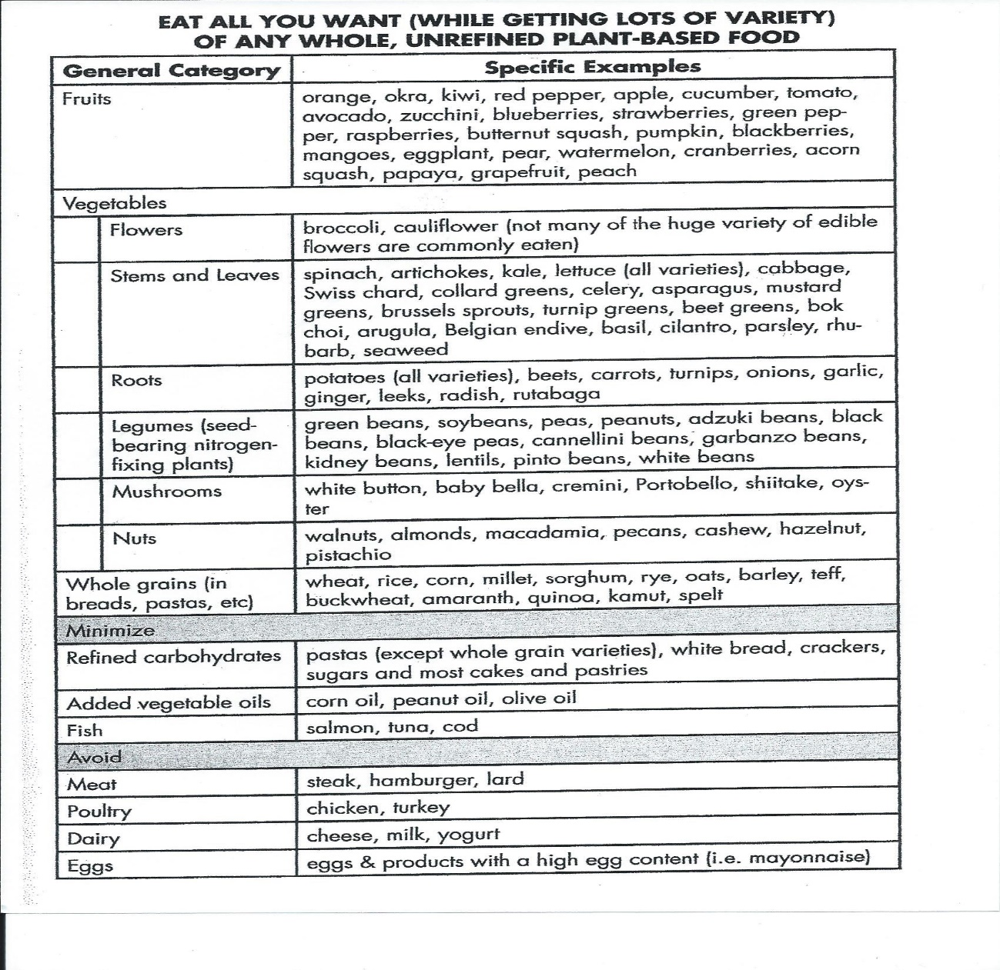 EAT ALL YOU WANT (WHILE GETTING LOTS OF VARIETY)
OF ANY WHOLE, UNREFINED PLANT-BASED FOOD
General Category
Specific Examples
Fruits
orange, okra, kiwi, red pepper, apple, cucumber, tomato,
avocado, zucchini, blueberries, strawberries, green pep-
per, raspberries, butternut squash, pumpkin, blackberries,
mangoes, eggplant, pear, watermelon, cranberries, acorn
squash, papaya, grapefruit, peach
Vegetables
Flowers
broccoli, cauliflower (not many of the huge variety of edible
flowers are commonly eaten)
Stems and Leaves
spinach, artichokes, kale, lettuce (all varieties), cabbage,
Swiss chard, collard greens, celery, asparagus, mustard
greens, brussels sprouts, turnip greens, beet greens, bok
choi, arugula, Belgian endive, basil, cilantro, parsley, rhu-
barb, seaweed
Roots
potatoes (all varieties), beets, carrots, turnips, onions, garlic,
ginger, leeks, radish, rutabaga
Legumes (seed-
bearing nitrogen-
fixing plants)
green beans, soybeans, peas, peanuts, adzuki beans, black
beans, black-eye peas, cannellini beans, garbanzo beans,
kidney beans, lentils, pinto beans, white beans
Mushrooms
white button, baby bella, cremini, Portobello, shiitake, oys-
ter
Nuts
walnuts, almonds, macadamia, pecans, cashew, hazelnut,
pistachio
Whole grains (in
breads, pastas, etc)
wheat, rice, corn, millet, sorghum, rye, oats, barley, teff,
buckwheat, amaranth, quinoa, kamut, spelt
Minimize
Refined carbohydrates
pastas (except whole grain varieties), white bread, crackers,
sugars and most cakes and pastries
Added vegetable oils
corn oil, peanut oil, olive oil
Fish
salmon, tuna, cod
Avoid
Meat
steak, hamburger, lard
Poultry
chicken, turkey
Dairy
cheese, milk, yogurt
Eggs
eggs & products with a high egg content (i.e. mayonnaise)